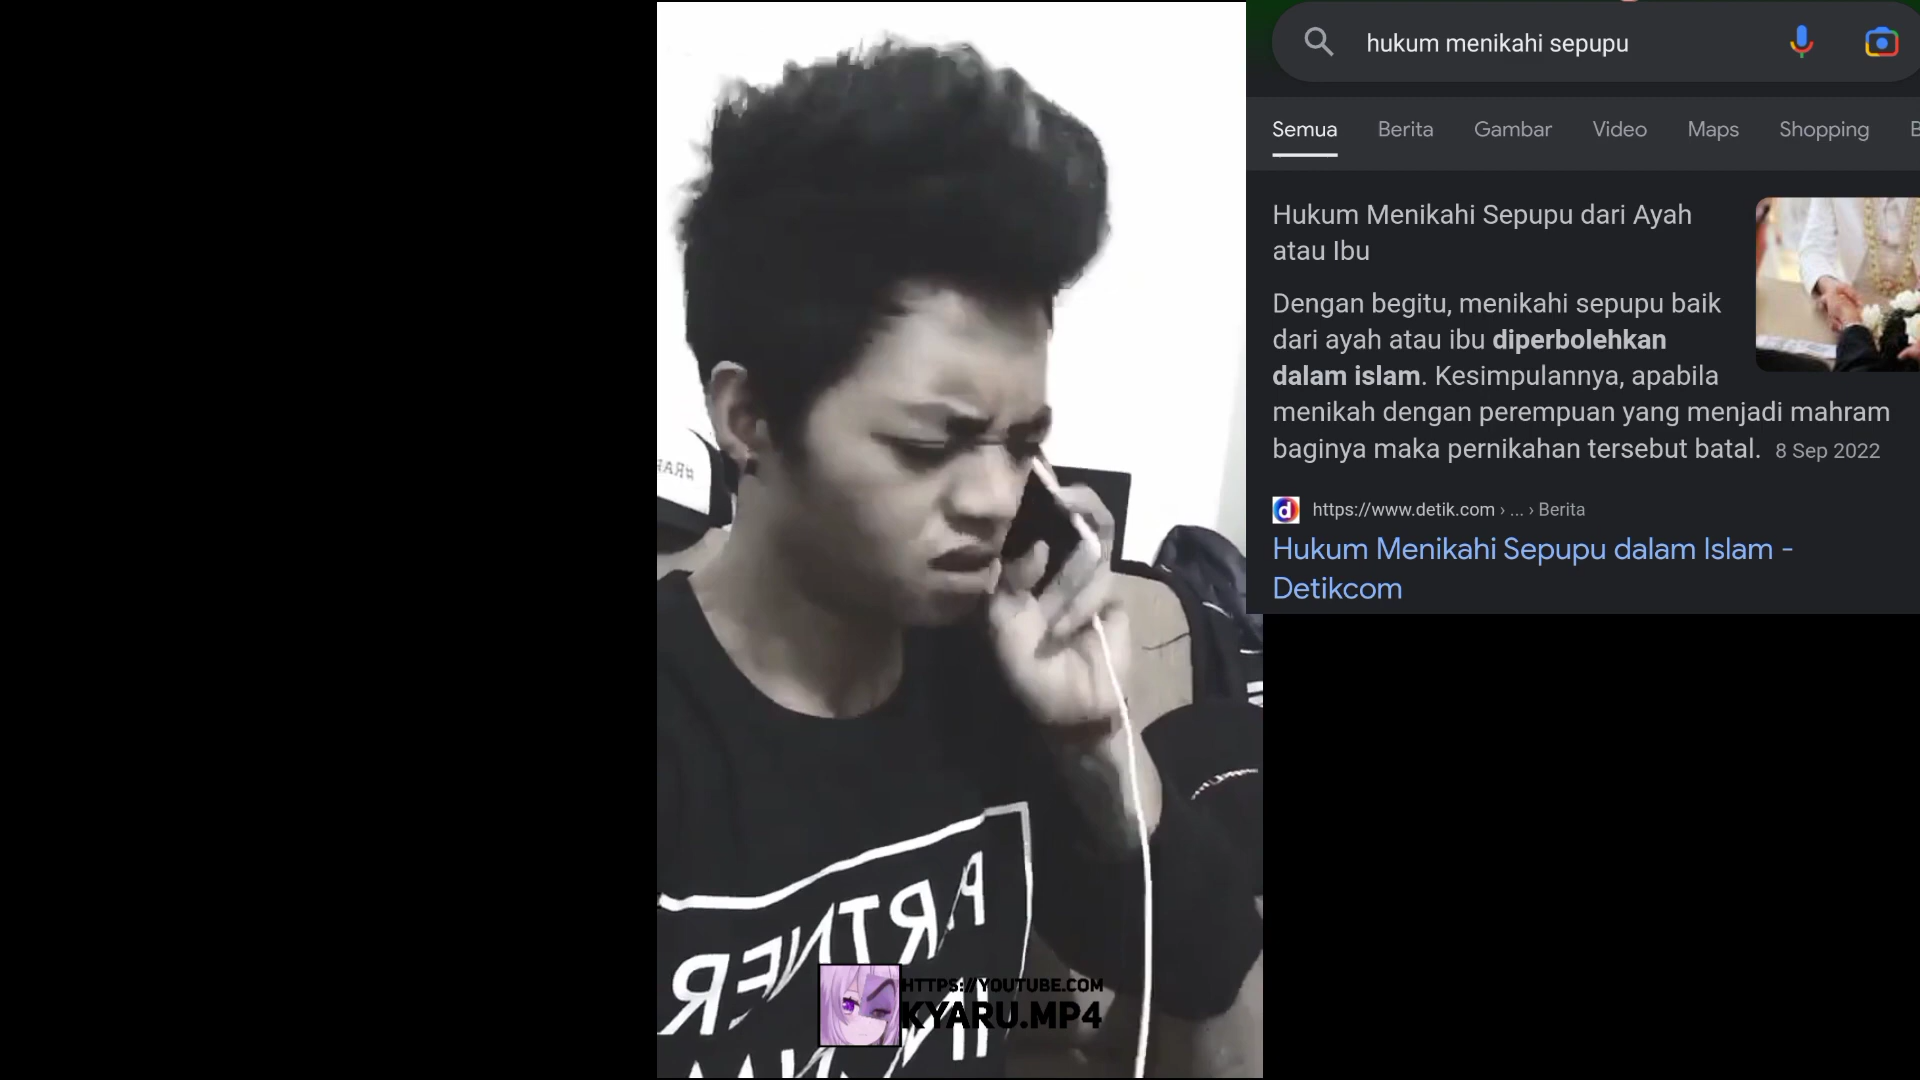 hukum menikahi sepupu
Semua Berita Gambar Video Maps Shopping
Hukum Menikahi Sepupu dari Ayah
atau Ibu
Dengan begitu, menikahi sepupu baik
dari ayah atau ibu diperbolehkan
dalam islam. Kesimpulannya, apabila
menikah dengan perempuan yang menjadi mahram
baginya maka pernikahan tersebut batal. 8 Sep 2022
https://www.detik.com › ... › Berita
Hukum Menikahi Sepupu dalam Islam -
Detikcom
#RA
PARTNER
IN
HTTPS://YOUTUBE.COM
KYARU.MP4